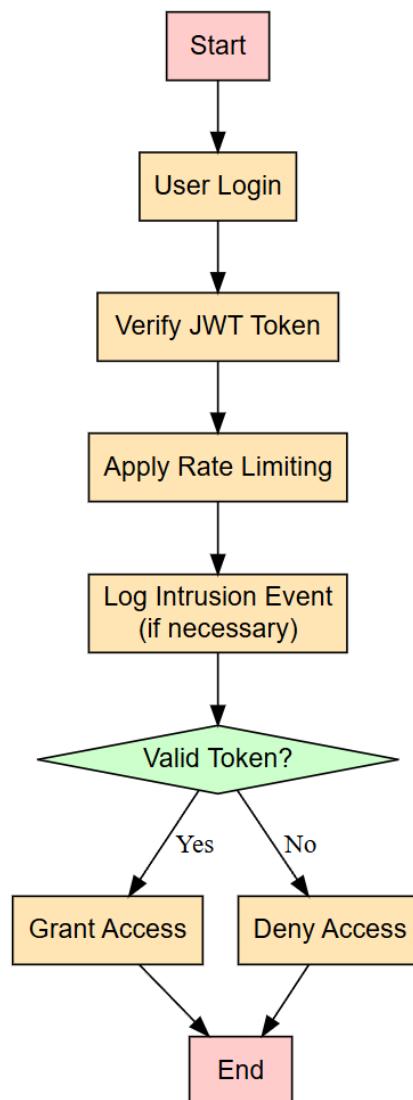 Start
User Login
Verify JWT Token
Apply Rate Limiting
Log Intrusion Event
(if necessary)
Valid Token?
Yes
No
Grant Access
Deny Access
End